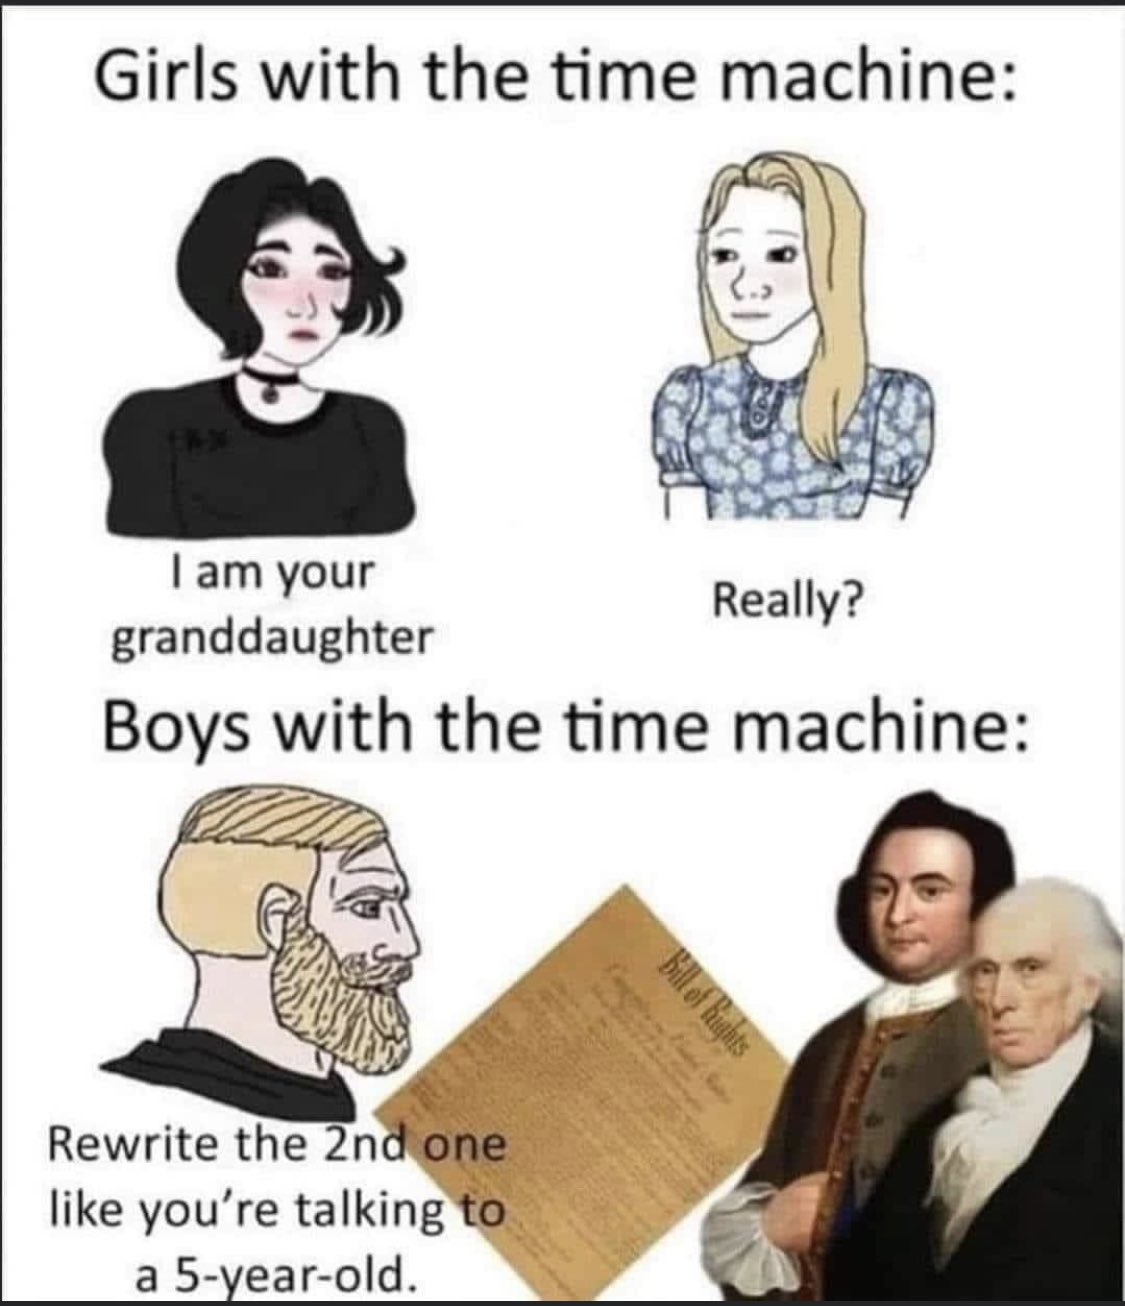 Girls with the time machine:
I am your
granddaughter
Really?
Boys with the time machine:
Bill of Rights
Rewrite the 2nd one
like you're talking to
a 5-year-old.